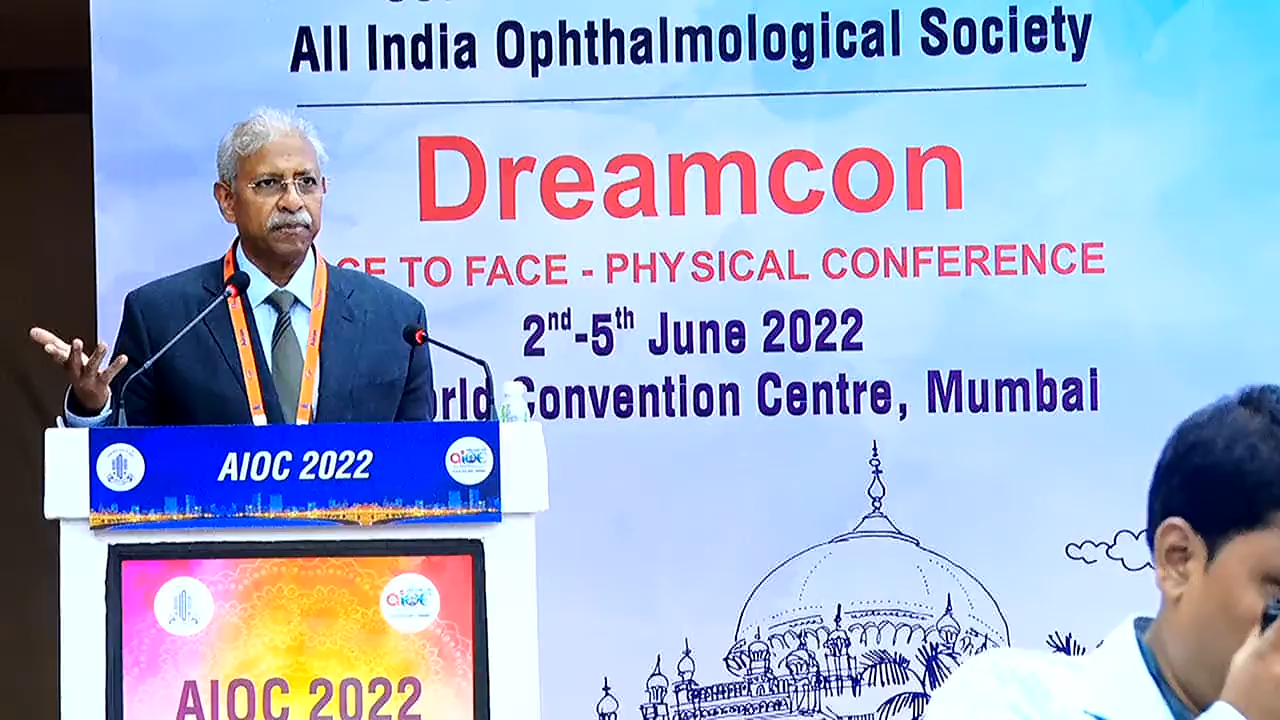 All India Ophthalmological Society
Dreamcon
CE TO FACE - PHYSICAL CONFERENCE
2nd-5th June 2022
orld Convention Centre, Mumbai
AIOC 2022
AIOC 2022